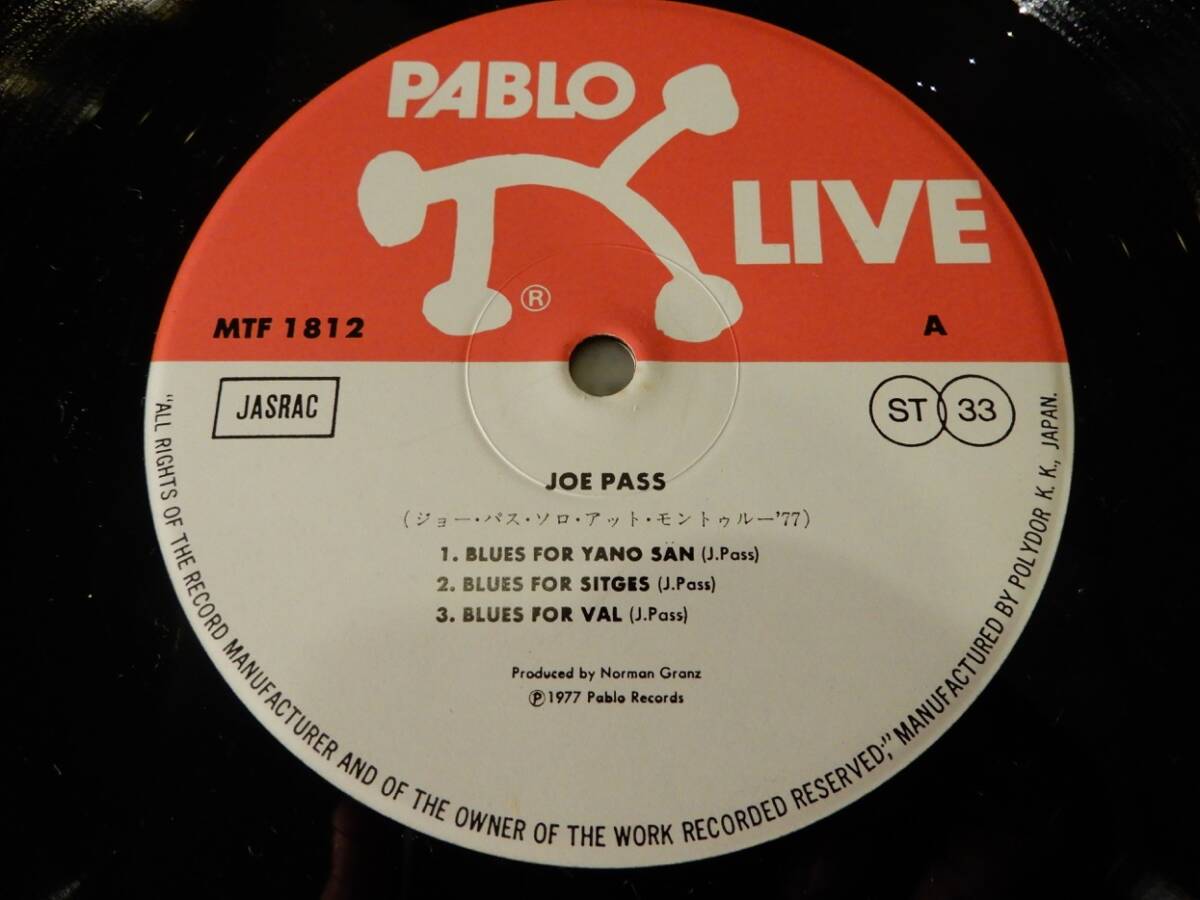 PABLO
LIVE
®
MTF 1812
A
JASRAC
ST 33
JOE PASS
(ジョー・パス・ソロ・アット・モントゥルー'77)
1. BLUES FOR YANO SAN (J.Pass)
2. BLUES FOR SITGES (J.Pass)
3. BLUES FOR VAL (J.Pass)
Produced by Norman Granz
℗1977 Pablo Records
"ALL RIGHTS OF THE RECORD MANUFACTURER AND OF THE OWNER OF THE WORK RECORDED RESERVED;" MANUFACTURED BY POLYDOR K. K., JAPAN.